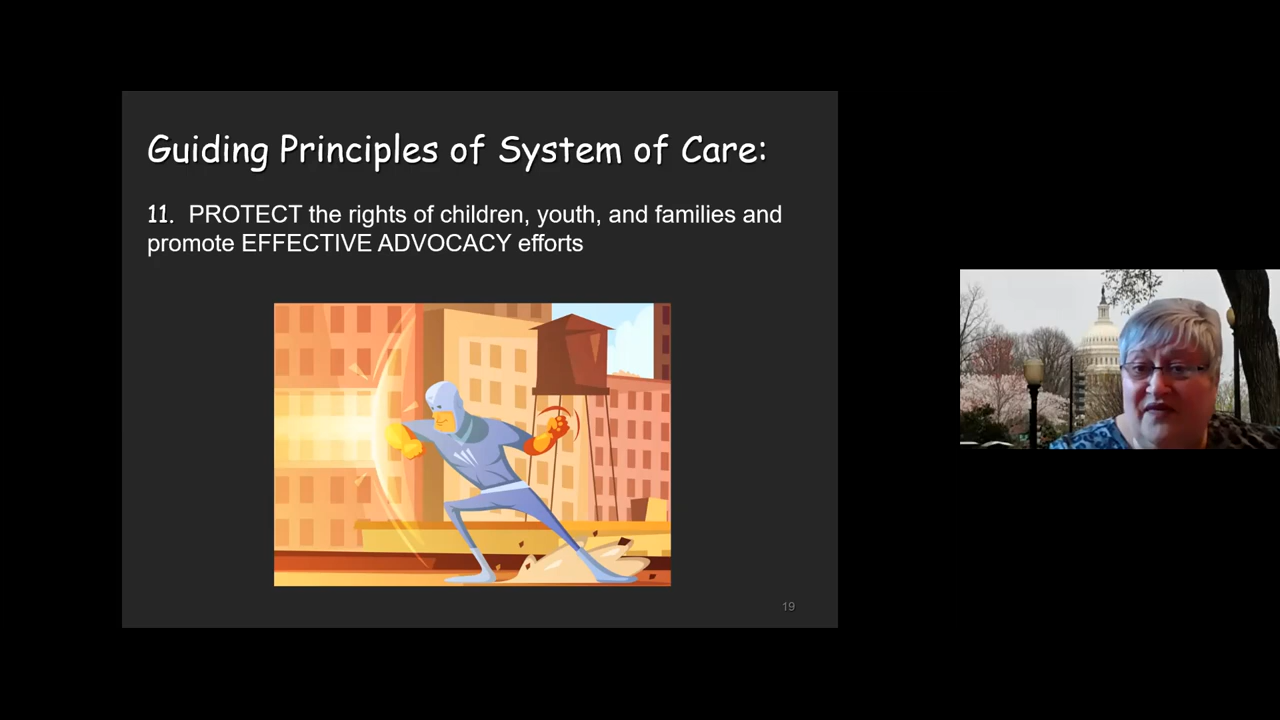 Guiding Principles of System of Care:
11. PROTECT the rights of children, youth, and families and
promote EFFECTIVE ADVOCACY efforts
19